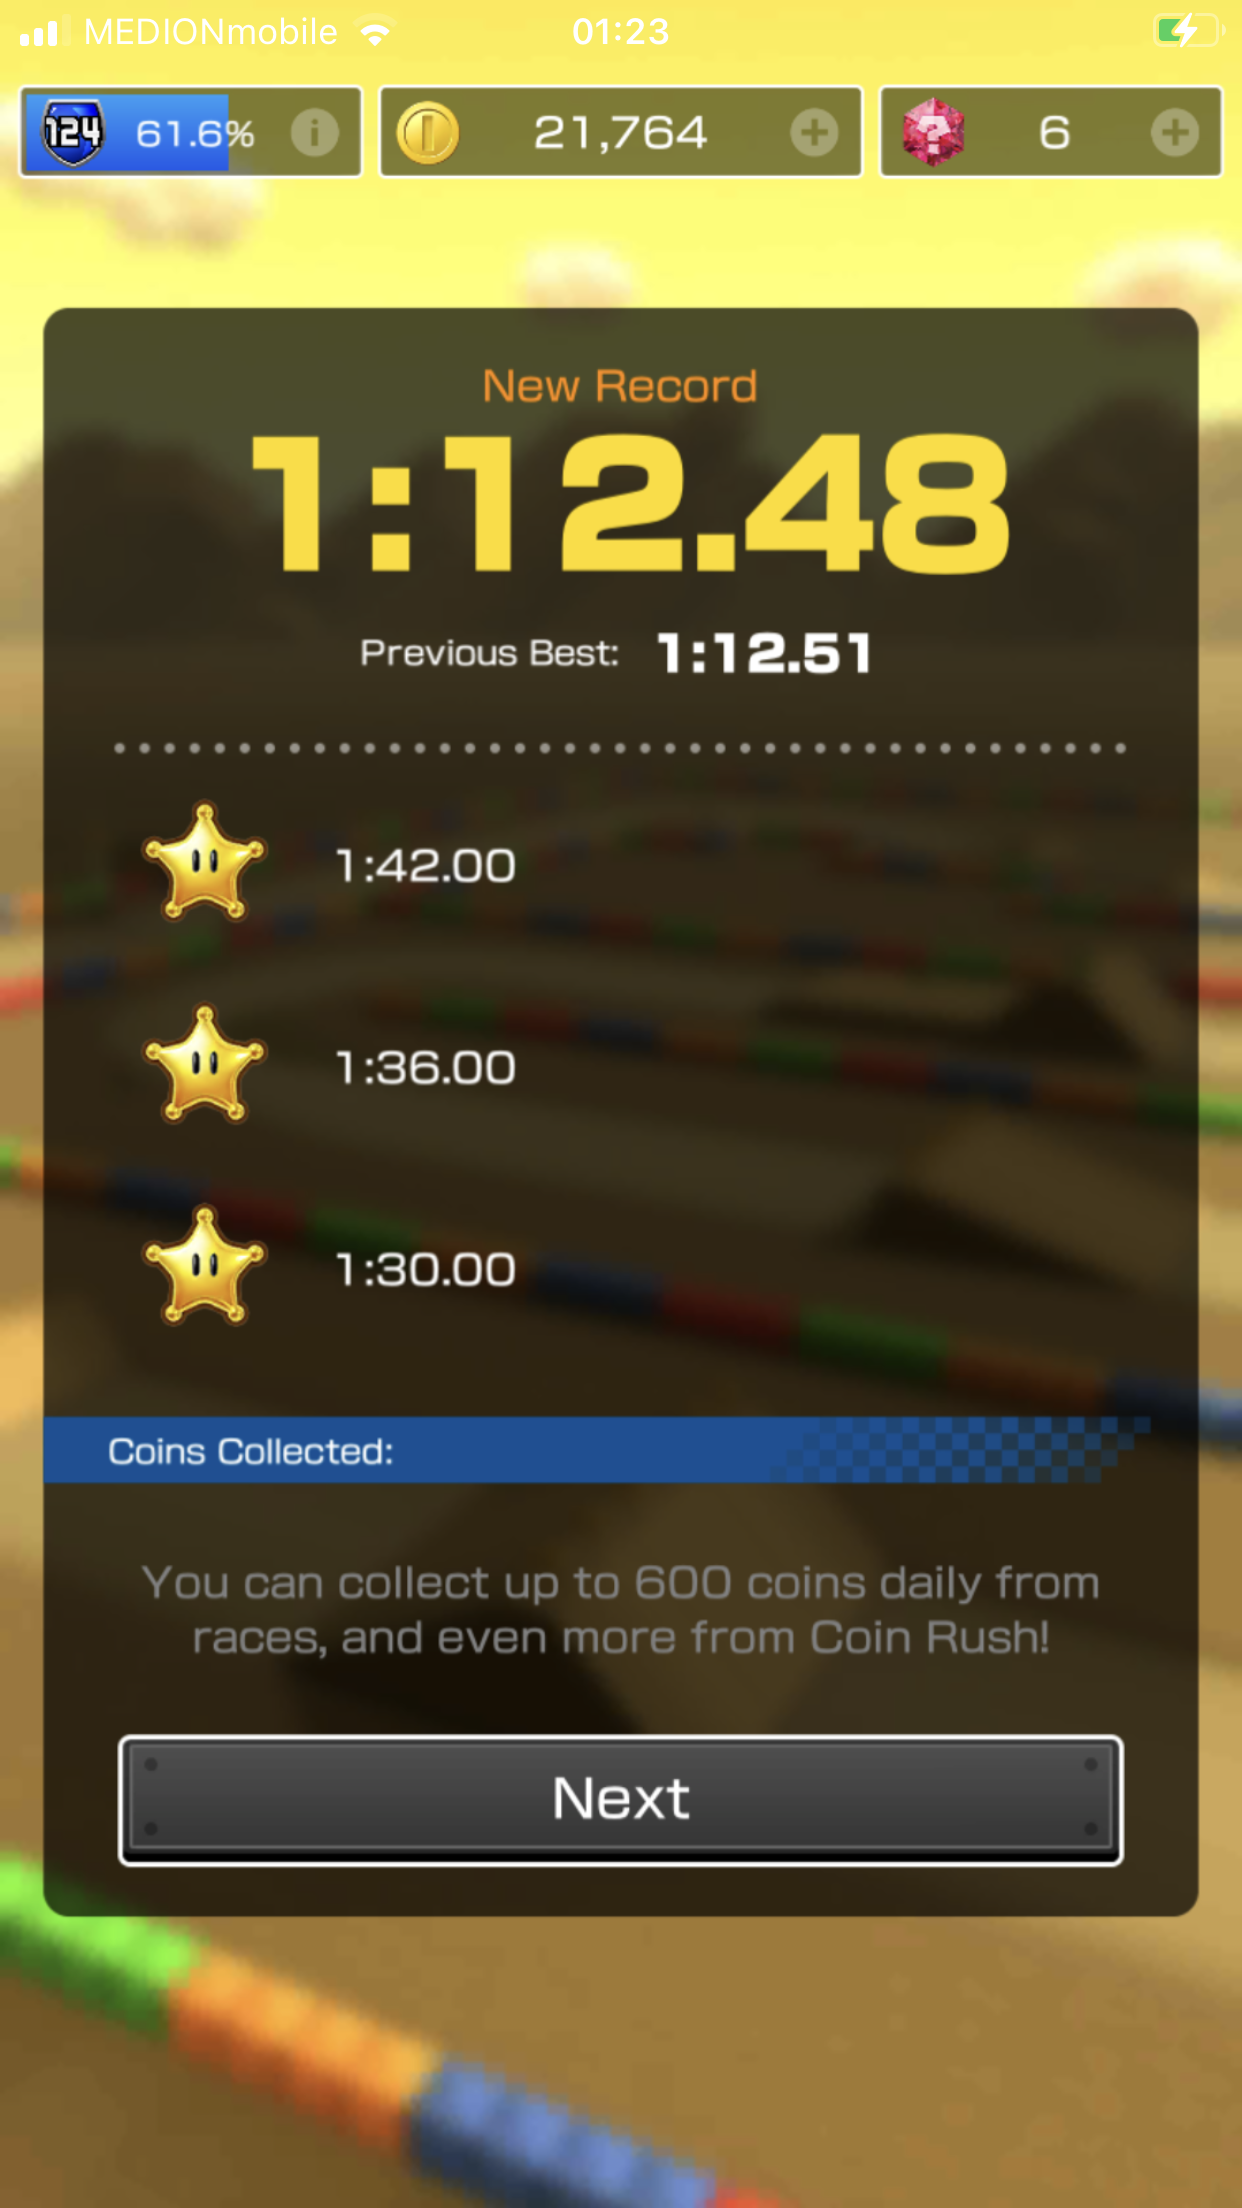 MEDIONmobile 01:23
124 61.6% i 21,764 + ? 6 +
New Record
1:12.48
Previous Best: 1:12.51
1:42.00
1:36.00
1:30.00
Coins Collected:
You can collect up to 600 coins daily from
races, and even more from Coin Rush!
Next